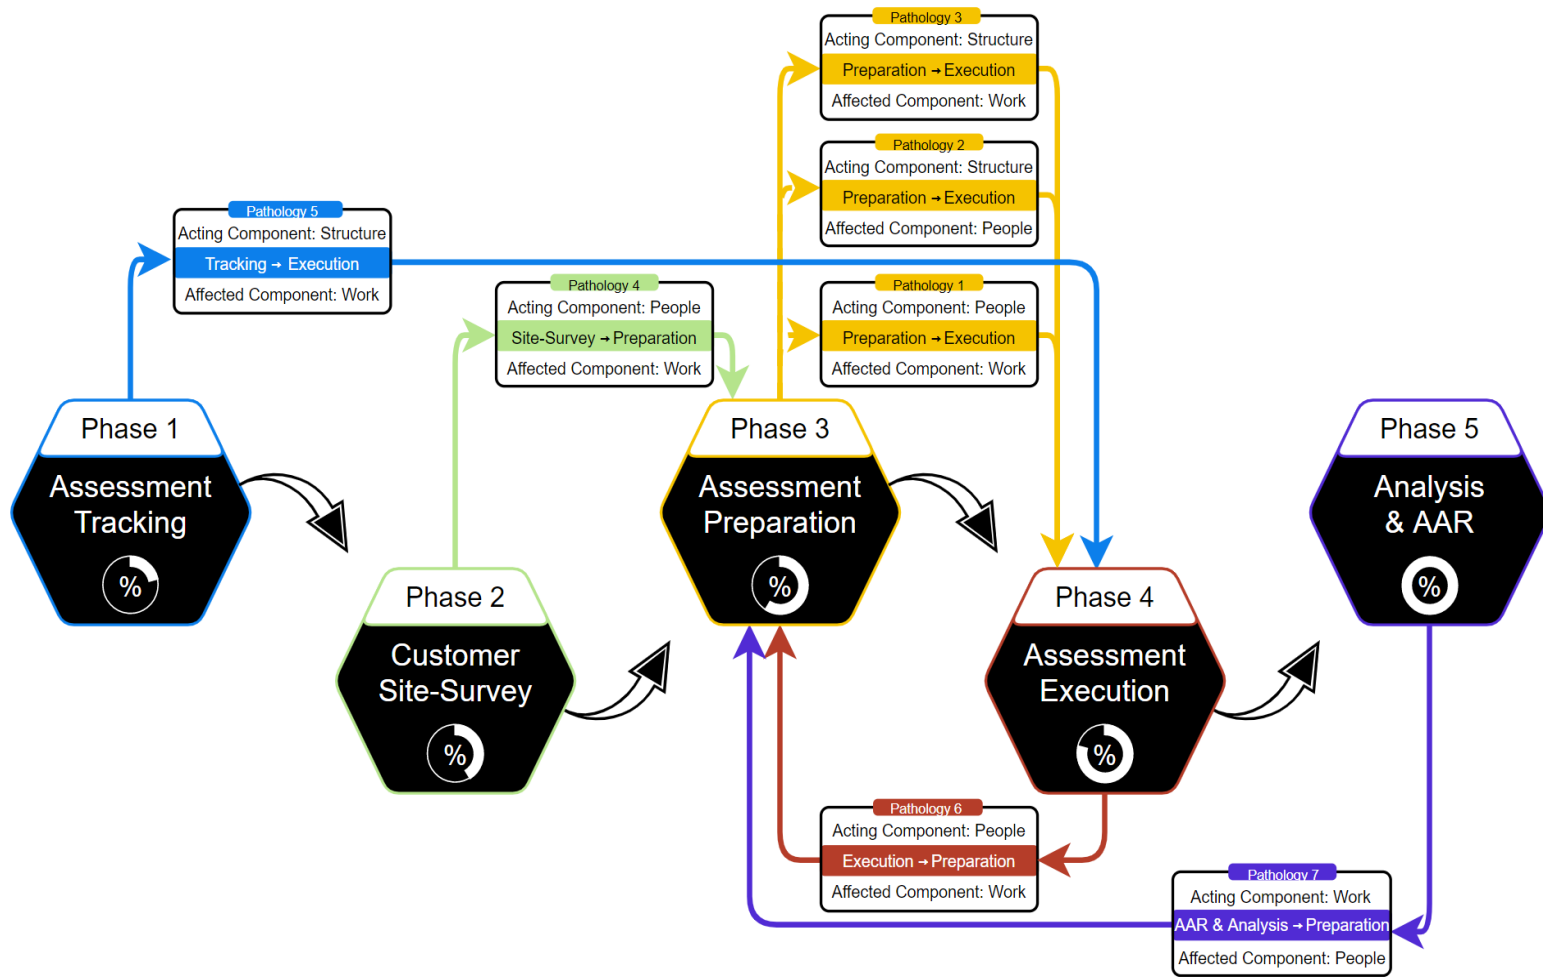 Pathology 3
Acting Component: Structure
Preparation → Execution
Affected Component: Work
Pathology 2
Acting Component: Structure
Preparation → Execution
Affected Component: People
Pathology 5
Acting Component: Structure
Tracking → Execution
Affected Component: Work
Pathology 4
Acting Component: People
Site-Survey → Preparation
Affected Component: Work
Pathology 1
Acting Component: People
Preparation → Execution
Affected Component: Work
Phase 1
Assessment
Tracking
%
Phase 2
Customer
Site-Survey
%
Phase 3
Assessment
Preparation
%
Phase 4
Assessment
Execution
%
Phase 5
Analysis
& AAR
%
Pathology 6
Acting Component: People
Execution → Preparation
Affected Component: Work
Pathology 7
Acting Component: Work
AAR & Analysis → Preparation
Affected Component: People